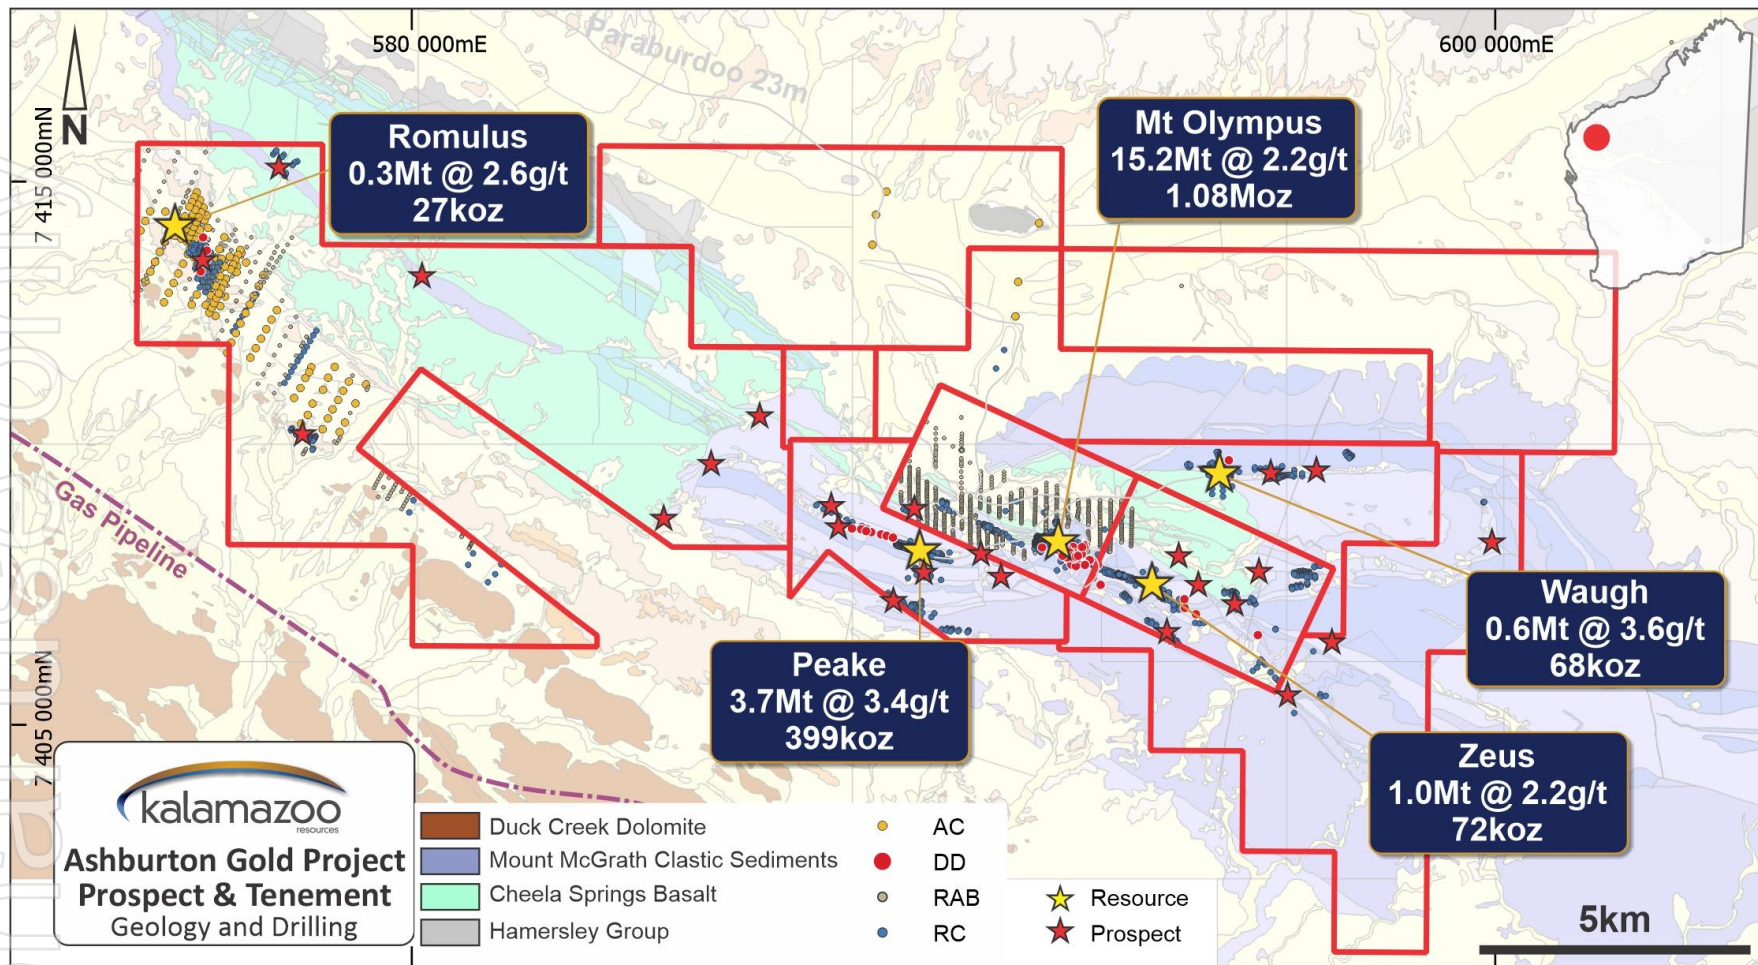 580 000mE
600 000mE
Paraburdoo 23m
N
7 415 000mN
7 405 000mN
Romulus
0.3Mt @ 2.6g/t
27koz
Mt Olympus
15.2Mt @ 2.2g/t
1.08Moz
Gas Pipeline
Waugh
0.6Mt @ 3.6g/t
68koz
Peake
3.7Mt @ 3.4g/t
399koz
Zeus
1.0Mt @ 2.2g/t
72koz
kalamazoo
resources
Ashburton Gold Project
Prospect & Tenement
Geology and Drilling
Duck Creek Dolomite
Mount McGrath Clastic Sediments
Cheela Springs Basalt
Hamersley Group
AC
DD
RAB
RC
Resource
Prospect
5km